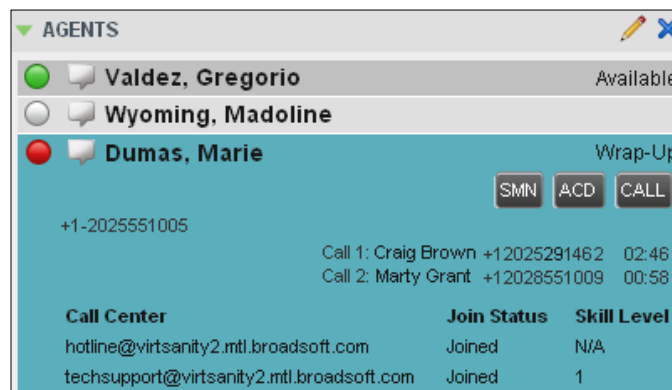 AGENTS
Valdez, Gregorio Available
Wyoming, Madoline
Dumas, Marie Wrap-Up
SMN ACD CALL
+1-2025551005
Call 1: Craig Brown +12025291462 02:46
Call 2: Marty Grant +12028551009 00:58
Call Center Join Status Skill Level
hotline@virtsanity2.mtl.broadsoft.com Joined N/A
techsupport@virtsanity2.mtl.broadsoft.com Joined 1